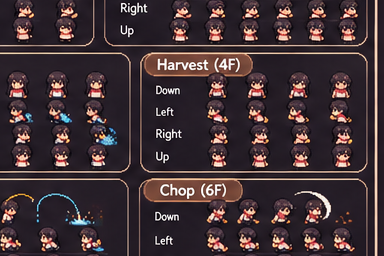 Right
Up
Harvest (4F)
Down
Left
Right
Up
Chop (6F)
Down
Left